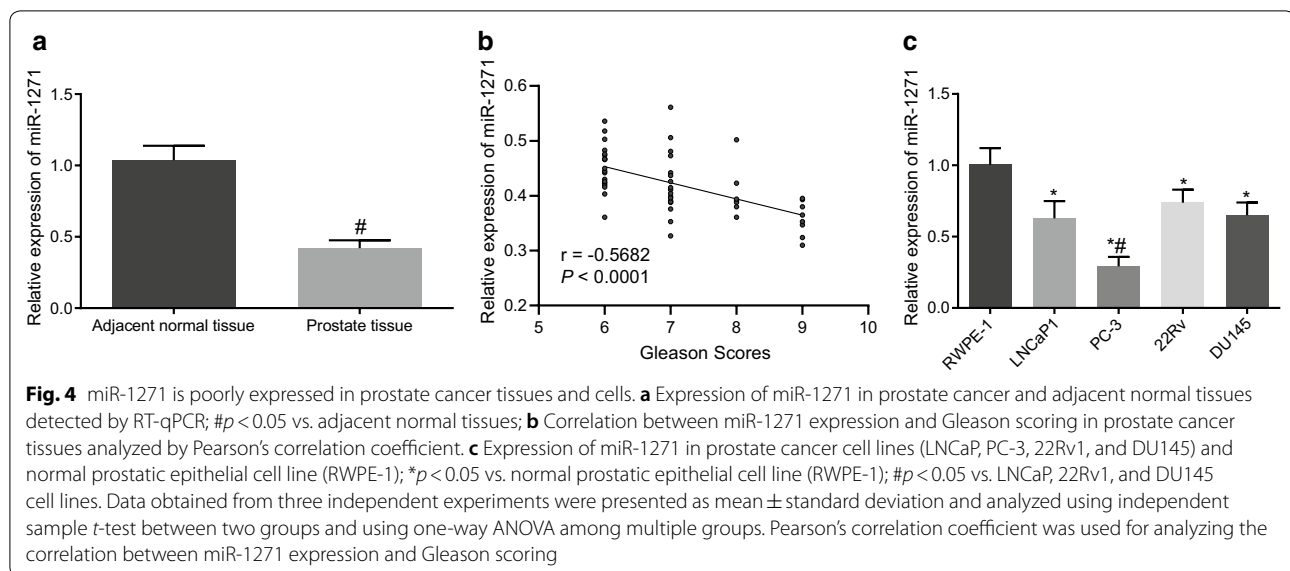 a
Relative expression of miR-1271
1.5
1.0
0.5
0.0
#
Adjacent normal tissue
Prostate tissue
b
Relative expression of miR-1271
0.6
0.5
0.4
0.3
0.2
r = -0.5682
P < 0.0001
5
6
7
8
9
10
Gleason Scores
c
Relative expression of miR-1271
1.5
1.0
0.5
0.0
*
*#
*
*
RWPE-1
LNCaP1
PC-3
22Rv
DU145
Fig. 4 miR-1271 is poorly expressed in prostate cancer tissues and cells. a Expression of miR-1271 in prostate cancer and adjacent normal tissues
detected by RT-qPCR; #p < 0.05 vs. adjacent normal tissues; b Correlation between miR-1271 expression and Gleason scoring in prostate cancer
tissues analyzed by Pearson's correlation coefficient. c Expression of miR-1271 in prostate cancer cell lines (LNCaP, PC-3, 22Rv1, and DU145) and
normal prostatic epithelial cell line (RWPE-1); *p < 0.05 vs. normal prostatic epithelial cell line (RWPE-1); #p < 0.05 vs. LNCaP, 22Rv1, and DU145
cell lines. Data obtained from three independent experiments were presented as mean ± standard deviation and analyzed using independent
sample t-test between two groups and using one-way ANOVA among multiple groups. Pearson's correlation coefficient was used for analyzing the
correlation between miR-1271 expression and Gleason scoring